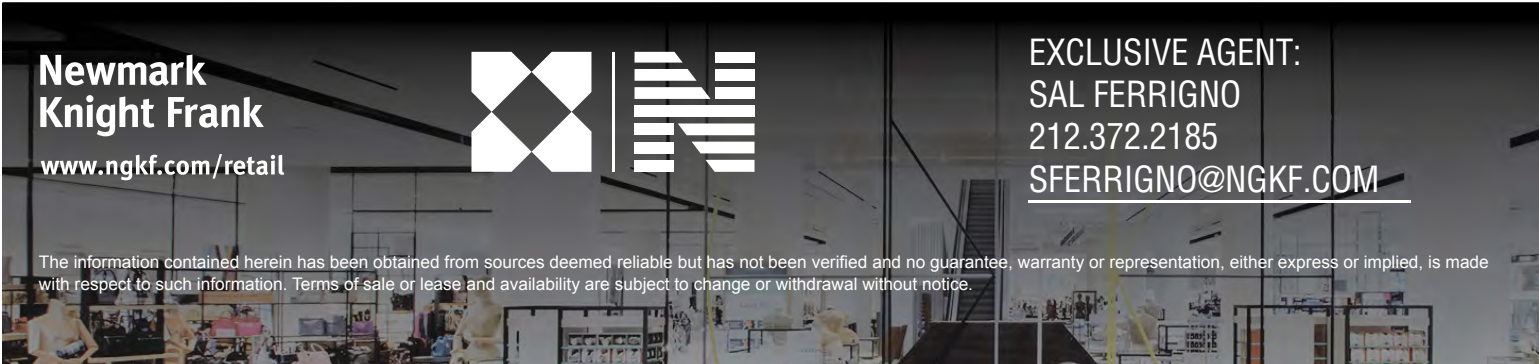 Newmark
Knight Frank
www.ngkf.com/retail
EXCLUSIVE AGENT:
SAL FERRIGNO
212.372.2185
SFERRIGNO@NGKF.COM
The information contained herein has been obtained from sources deemed reliable but has not been verified and no guarantee, warranty or representation, either express or implied, is made
with respect to such information. Terms of sale or lease and availability are subject to change or withdrawal without notice.